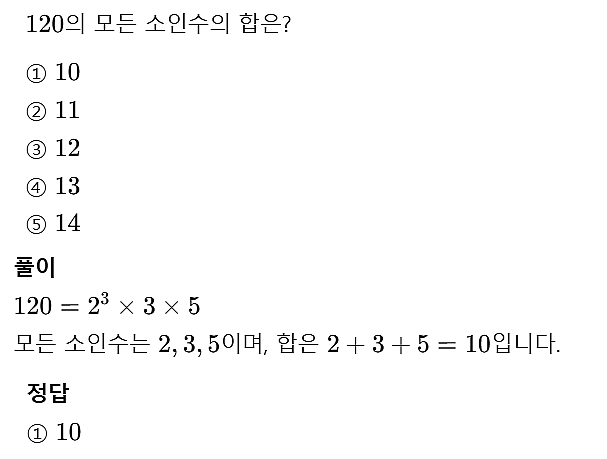 120의 모든 소인수의 합은?
① 10
② 11
③ 12
④ 13
⑤ 14
풀이
120 = 2³ × 3 × 5
모든 소인수는 2, 3, 5이며, 합은 2 + 3 + 5 = 10입니다.
정답
① 10